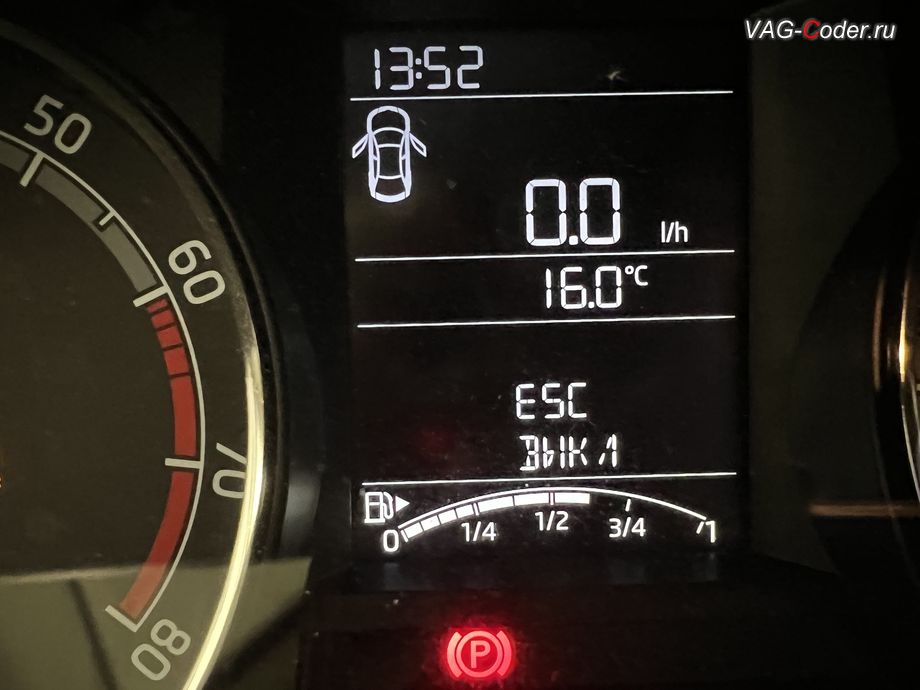 VAG-Coder.ru
13:52
50
0.0 l/h
60
16.0°C
ESC
ВЫКЛ
70
0 1/4 1/2 3/4 1
80
P